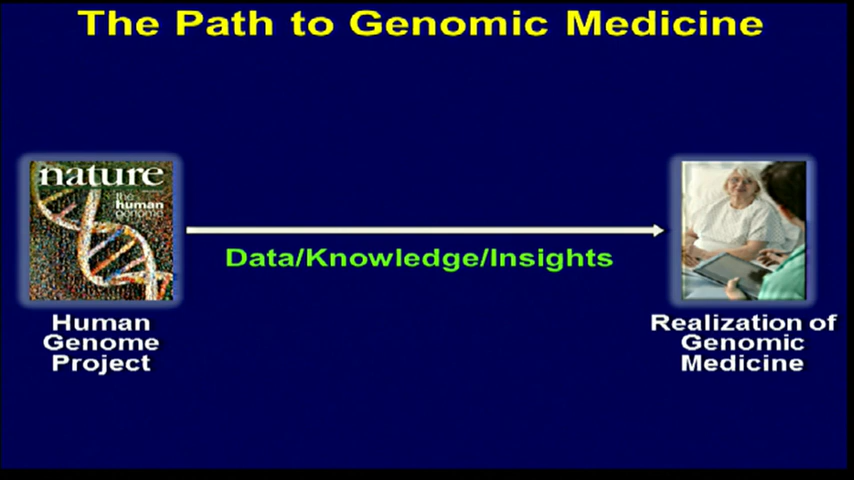 The Path to Genomic Medicine
nature
the
human
genome
Data/Knowledge/Insights
Human
Genome
Project
Realization of
Genomic
Medicine